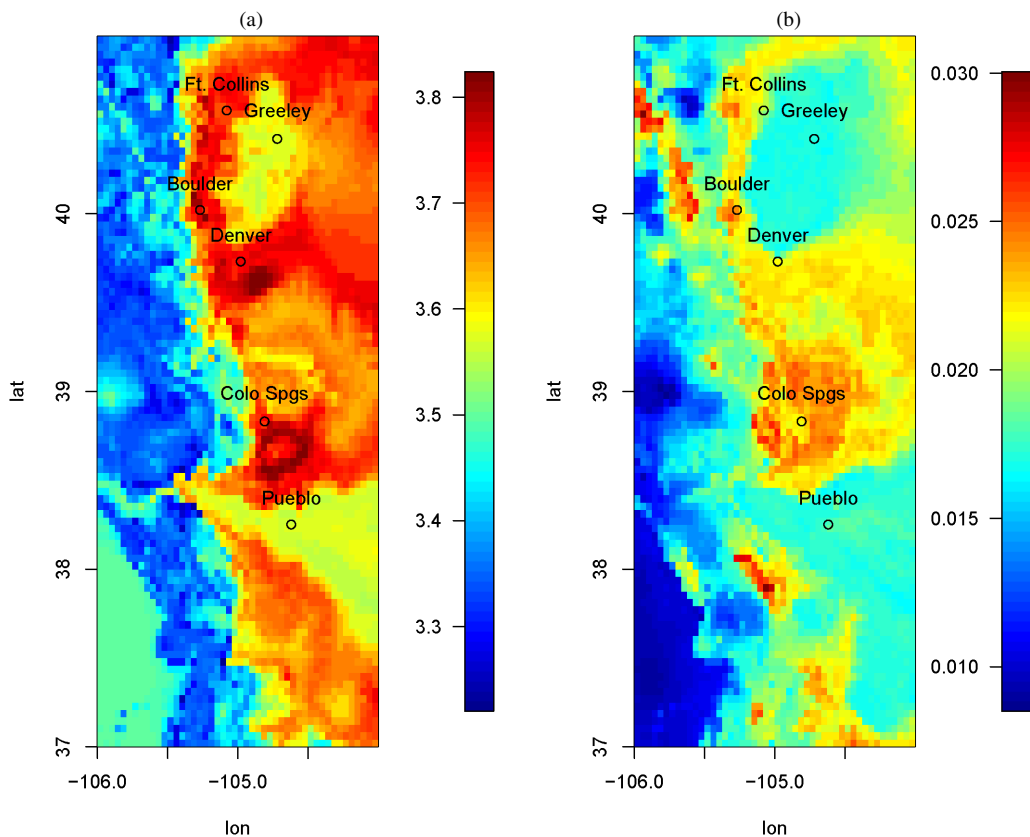 (a)
Ft. Collins
Greeley
Boulder
Denver
Colo Spgs
Pueblo
40
39
38
37
lat
−106.0
−105.0
lon
3.8
3.7
3.6
3.5
3.4
3.3
(b)
Ft. Collins
Greeley
Boulder
Denver
Colo Spgs
Pueblo
40
39
38
37
lat
−106.0
−105.0
lon
0.030
0.025
0.020
0.015
0.010